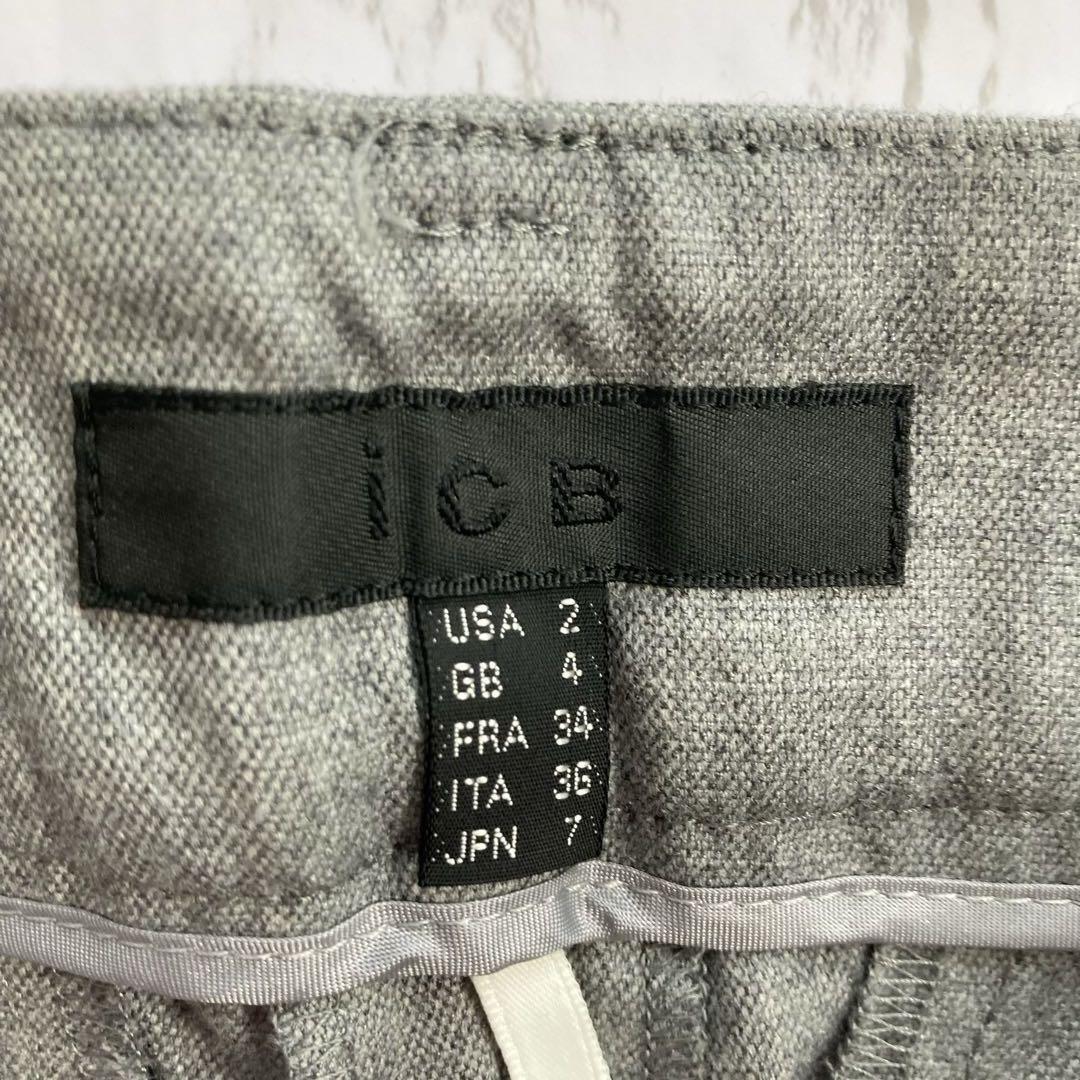 iCB
USA 2
GB 4
FRA 34
ITA 36
JPN 7